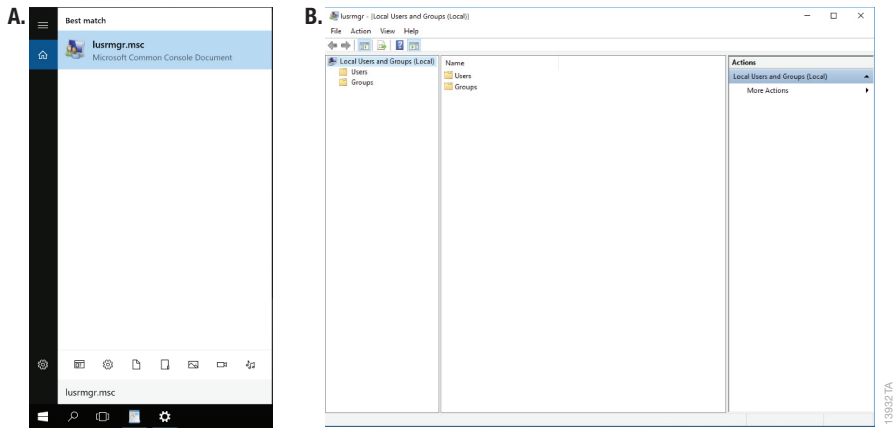 A.
Best match
lusrmgr.msc
Microsoft Common Console Document
lusrmgr.msc
B.
lusrmgr - [Local Users and Groups (Local)]
File Action View Help
Local Users and Groups (Local)
Users
Groups
Name
Users
Groups
Actions
Local Users and Groups (Local)
More Actions
13932TA